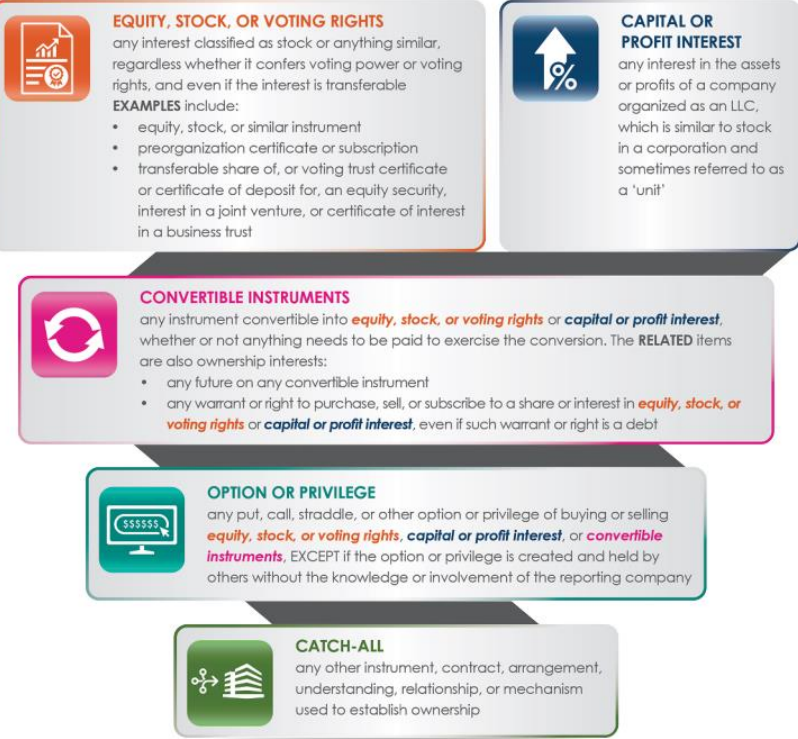 EQUITY, STOCK, OR VOTING RIGHTS
any interest classified as stock or anything similar,
regardless whether it confers voting power or voting
rights, and even if the interest is transferable
EXAMPLES include:
• equity, stock, or similar instrument
• preorganization certificate or subscription
• transferable share of, or voting trust certificate
or certificate of deposit for, an equity security,
interest in a joint venture, or certificate of interest
in a business trust
%
CAPITAL OR
PROFIT INTEREST
any interest in the assets
or profits of a company
organized as an LLC,
which is similar to stock
in a corporation and
sometimes referred to as
a ‘unit’
CONVERTIBLE INSTRUMENTS
any instrument convertible into equity, stock, or voting rights or capital or profit interest,
whether or not anything needs to be paid to exercise the conversion. The RELATED items
are also ownership interests:
• any future on any convertible instrument
• any warrant or right to purchase, sell, or subscribe to a share or interest in equity, stock, or
voting rights or capital or profit interest, even if such warrant or right is a debt
$$$$$$
OPTION OR PRIVILEGE
any put, call, straddle, or other option or privilege of buying or selling
equity, stock, or voting rights, capital or profit interest, or convertible
instruments, EXCEPT if the option or privilege is created and held by
others without the knowledge or involvement of the reporting company
CATCH-ALL
any other instrument, contract, arrangement,
understanding, relationship, or mechanism
used to establish ownership